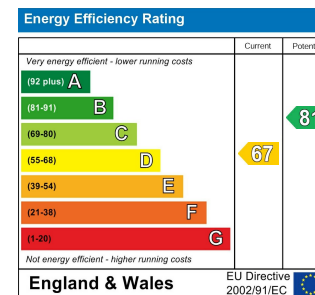 Energy Efficiency Rating
Current Potent
Very energy efficient - lower running costs
(92 plus) A
(81-91) B
81
(69-80) C
(55-68) D
67
(39-54) E
(21-38) F
(1-20) G
Not energy efficient - higher running costs
England & Wales
EU Directive
2002/91/EC